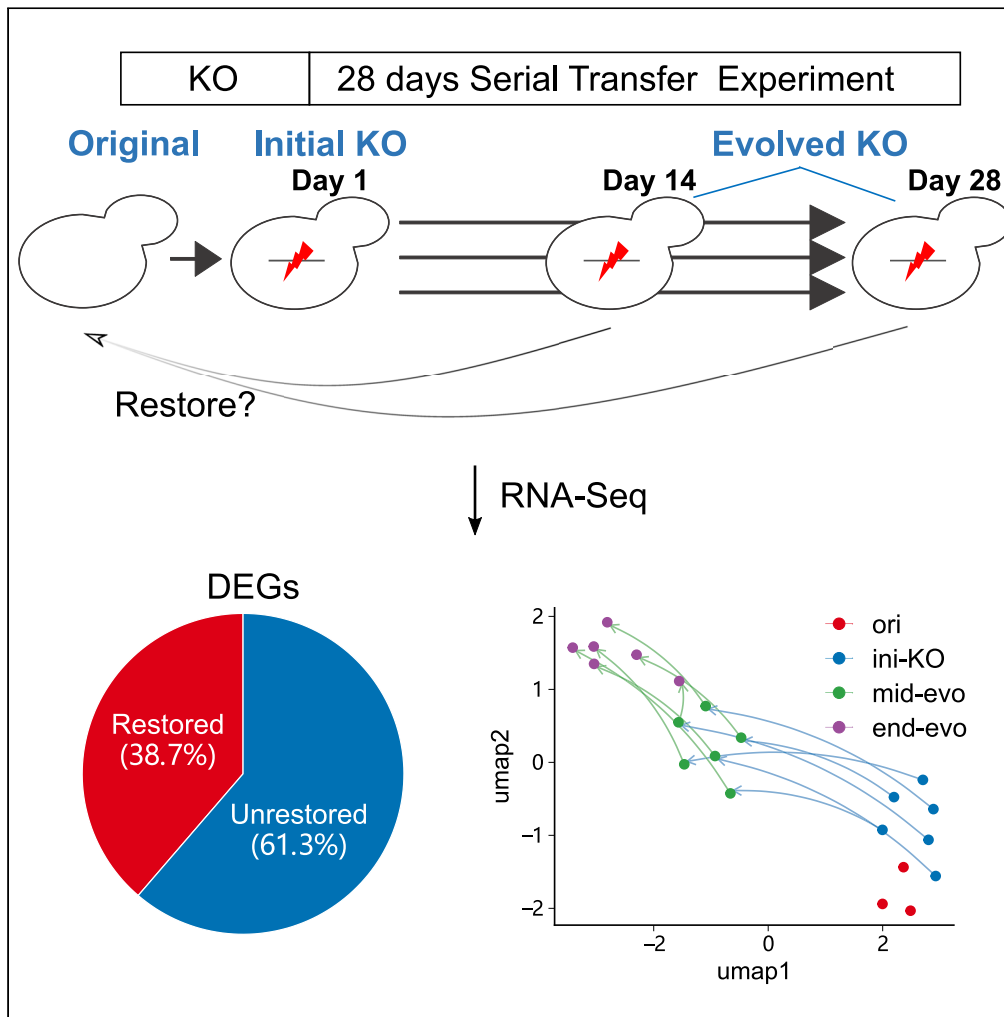 KO
28 days Serial Transfer Experiment
Original
Initial KO
Evolved KO
Day 1
Day 14
Day 28
Restore?
RNA-Seq
DEGs
Restored
(38.7%)
Unrestored
(61.3%)
ori
ini-KO
mid-evo
end-evo
umap2
2
1
0
−1
−2
−2
0
2
umap1